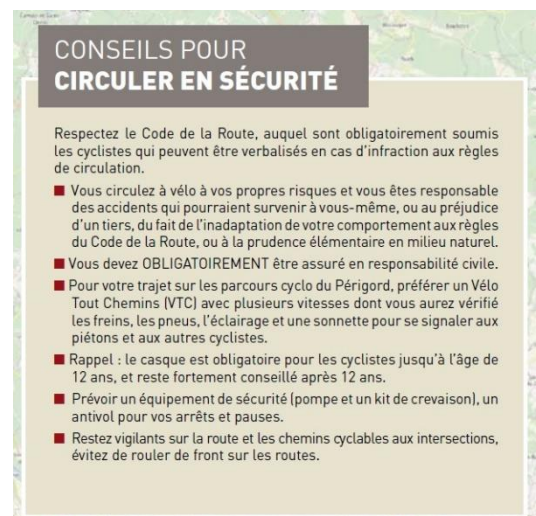 CONSEILS POUR
CIRCULER EN SÉCURITÉ
Respectez le Code de la Route, auquel sont obligatoirement soumis
les cyclistes qui peuvent être verbalisés en cas d'infraction aux règles
de circulation.
■ Vous circulez à vélo à vos propres risques et vous êtes responsable
des accidents qui pourraient survenir à vous-même, ou au préjudice
d'un tiers, du fait de l'inadaptation de votre comportement aux règles
du Code de la Route, ou à la prudence élémentaire en milieu naturel.
■ Vous devez OBLIGATOIREMENT être assuré en responsabilité civile.
■ Pour votre trajet sur les parcours cyclo du Périgord, préférer un Vélo
Tout Chemins (VTC) avec plusieurs vitesses dont vous aurez vérifié
les freins, les pneus, l'éclairage et une sonnette pour se signaler aux
piétons et aux autres cyclistes.
■ Rappel : le casque est obligatoire pour les cyclistes jusqu'à l'âge de
12 ans, et reste fortement conseillé après 12 ans.
■ Prévoir un équipement de sécurité (pompe et un kit de crevaison), un
antivol pour vos arrêts et pauses.
■ Restez vigilants sur la route et les chemins cyclables aux intersections,
évitez de rouler de front sur les routes.